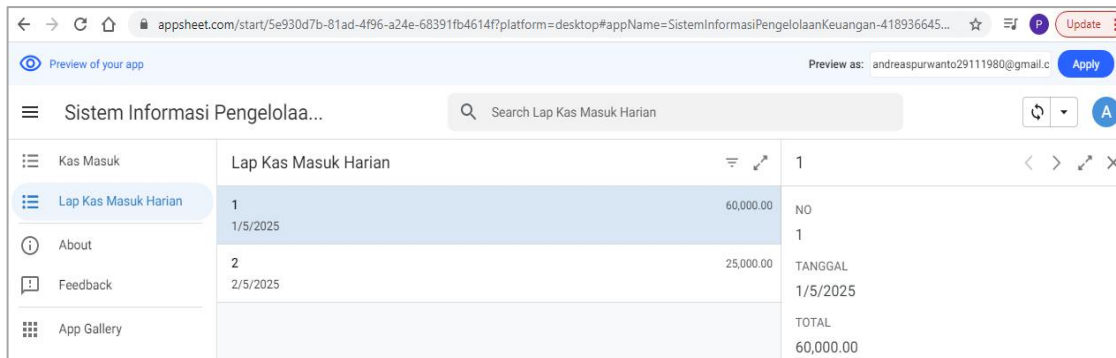 appsheet.com/start/5e930d7b-81ad-4f96-a24e-68391fb4614f?platform=desktop#appName=SistemInformasiPengelolaanKeuangan-418936645...
P
Update
Preview of your app
Preview as:
andreaspurwanto29111980@gmail.c
Apply
Sistem Informasi Pengelolaa...
Search Lap Kas Masuk Harian
A
Kas Masuk
Lap Kas Masuk Harian
About
Feedback
App Gallery
Lap Kas Masuk Harian
1
60,000.00
1/5/2025
2
25,000.00
2/5/2025
1
NO
1
TANGGAL
1/5/2025
TOTAL
60,000.00